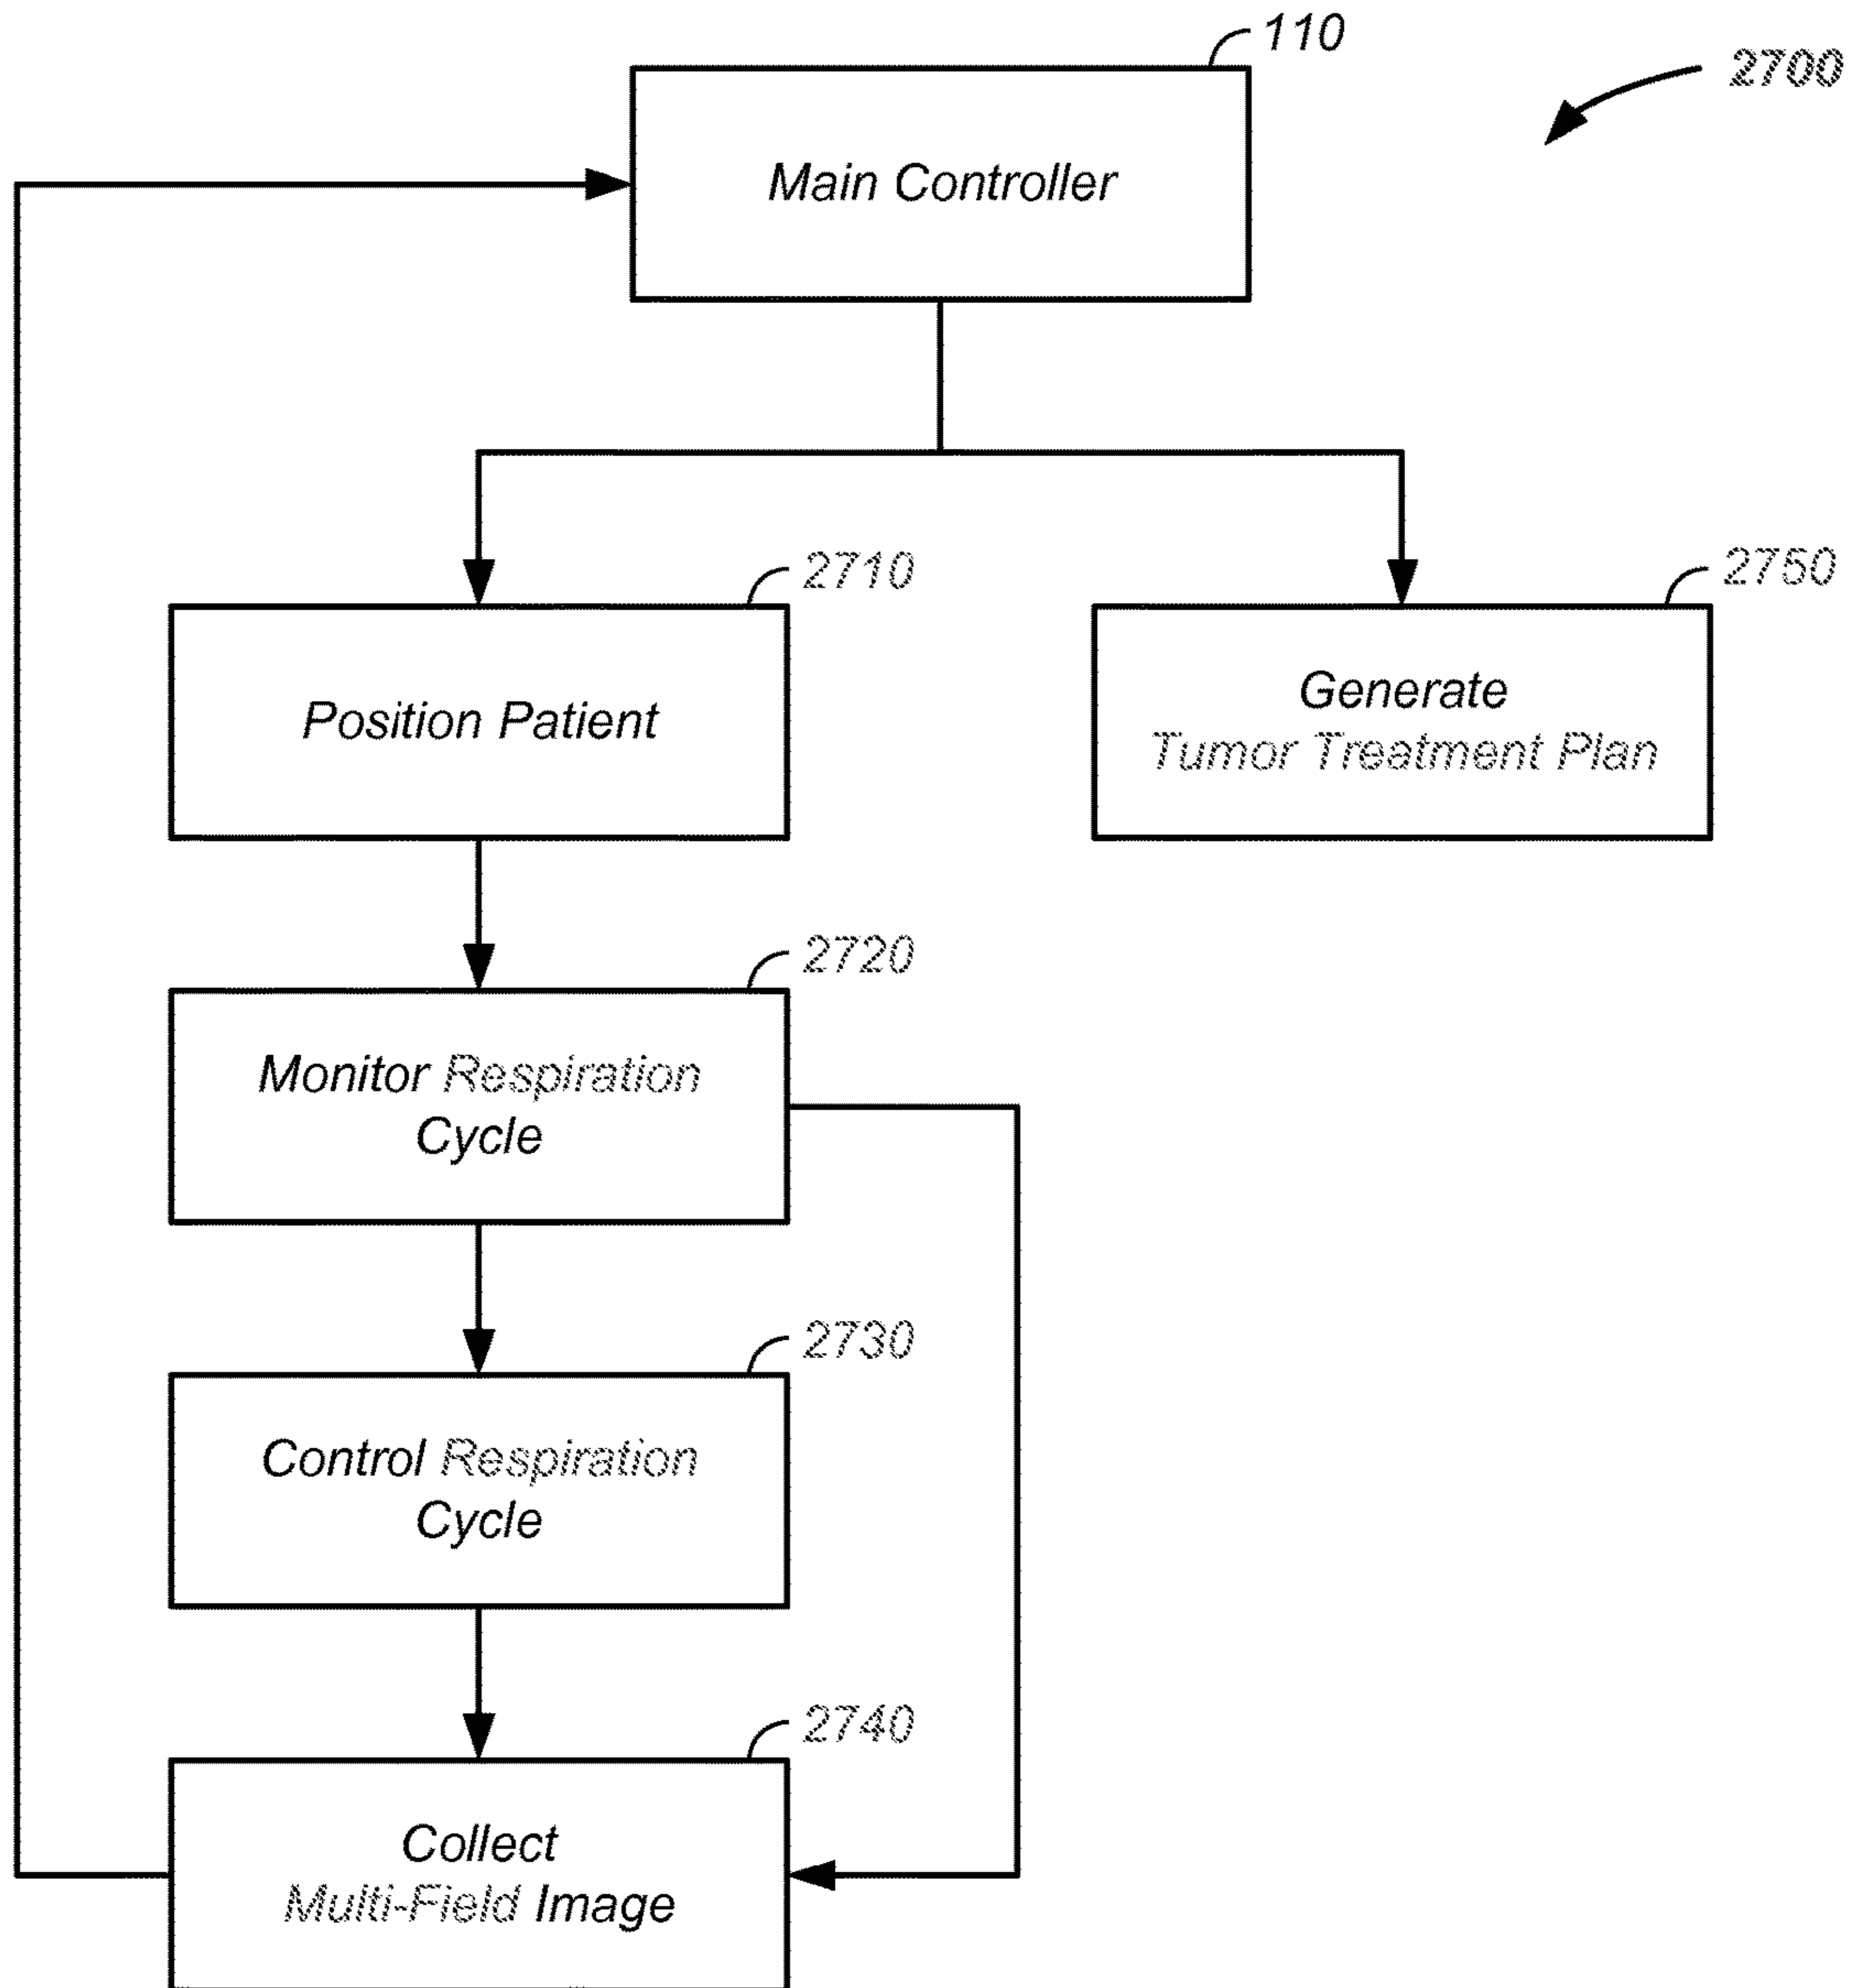 110
2700
Main Controller
2710
2750
Position Patient
Generate
Tumor Treatment Plan
2720
Monitor Respiration
Cycle
2730
Control Respiration
Cycle
2740
Collect
Multi-Field Image